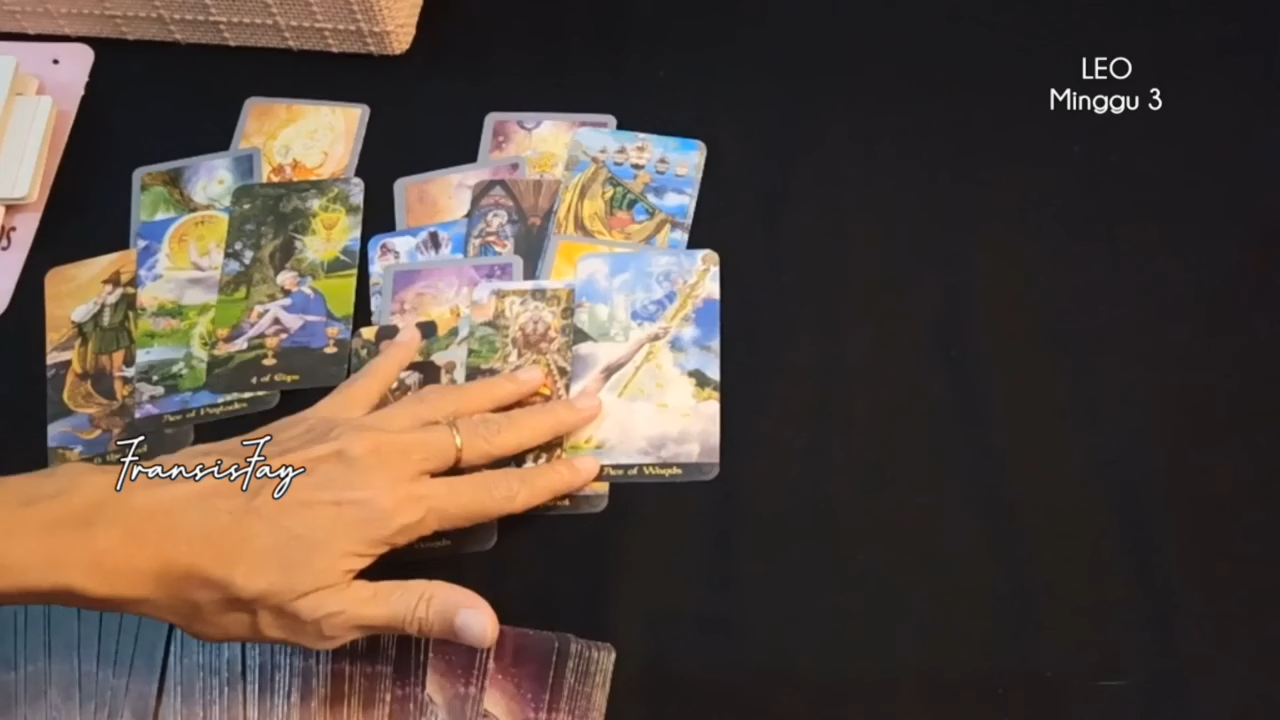 LEO
Minggu 3
4 of Cups
Ace of Pentacles
FransisFay
Ace of Wands